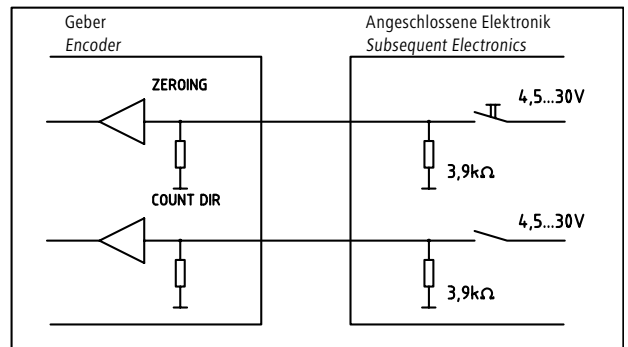 Geber
Encoder
Angeschlossene Elektronik
Subsequent Electronics
ZEROING
4,5...30V
3,9kΩ
COUNT DIR
4,5...30V
3,9kΩ